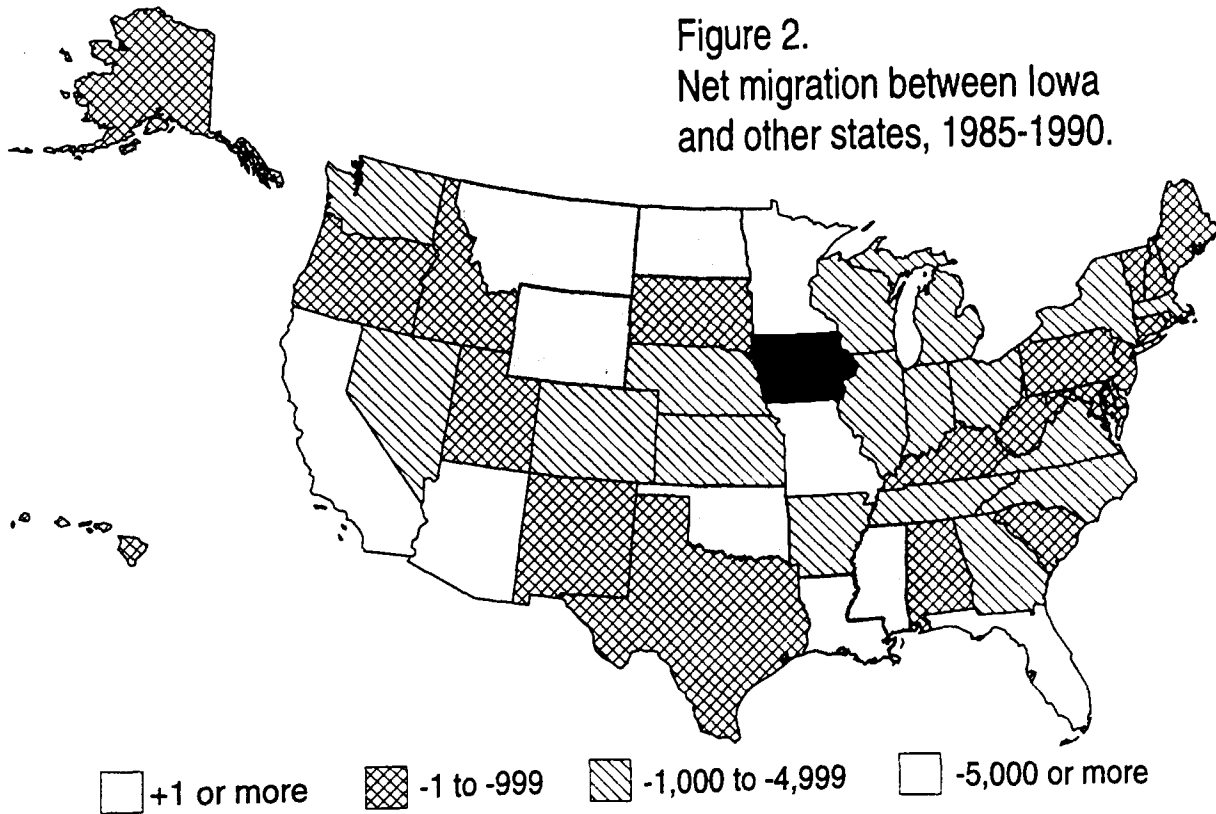 Figure 2.
Net migration between Iowa
and other states, 1985-1990.
+1 or more
-1 to -999
-1,000 to -4,999
-5,000 or more